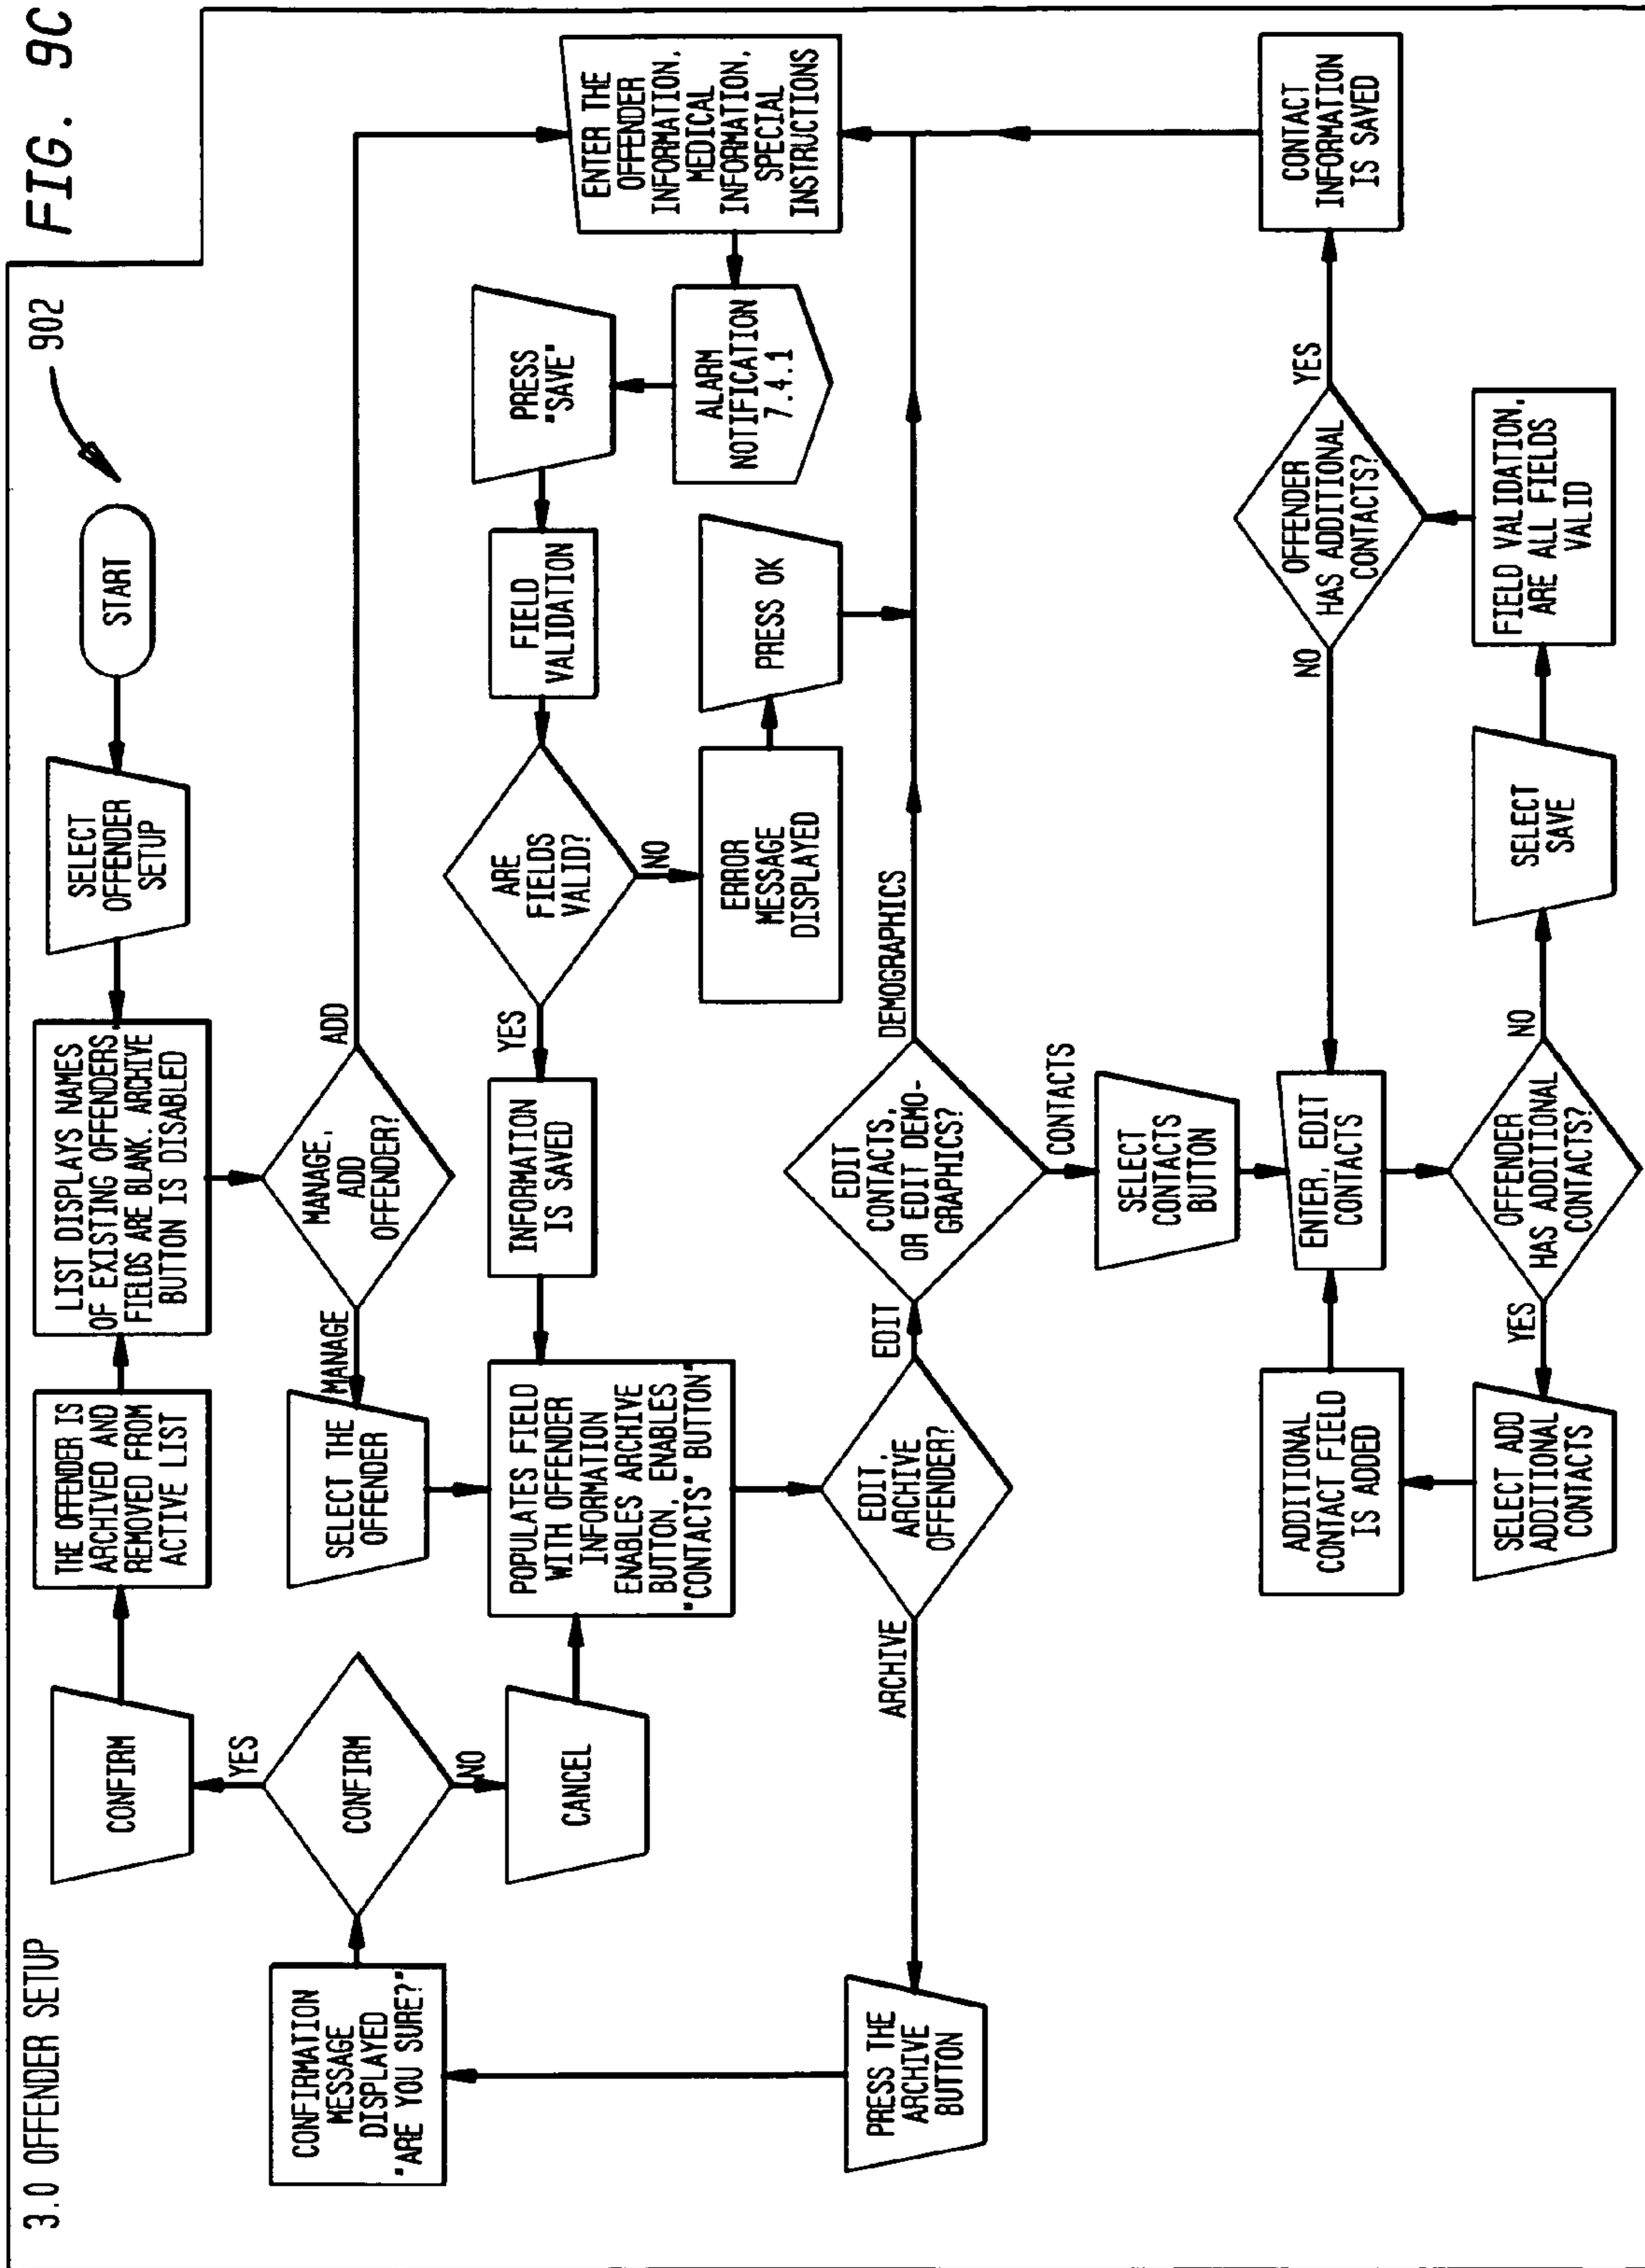 FIG. 9C
902
3.0 OFFENDER SETUP
START
SELECT
OFFENDER
SETUP
LIST DISPLAYS NAMES
OF EXISTING OFFENDERS
FIELDS ARE BLANK. ARCHIVE
BUTTON IS DISABLED
THE OFFENDER IS
ARCHIVED AND
REMOVED FROM
ACTIVE LIST
CONFIRM
YES
CONFIRM
NO
CANCEL
CONFIRMATION
MESSAGE
DISPLAYED
"ARE YOU SURE?"
MANAGE,
ADD
OFFENDER?
ADD
MANAGE
SELECT THE
OFFENDER
ENTER THE
OFFENDER
INFORMATION,
MEDICAL
INFORMATION,
SPECIAL
INSTRUCTIONS
ALARM
NOTIFICATION
7.4.1
PRESS
"SAVE"
FIELD
VALIDATION
ARE
FIELDS
VALID?
YES
NO
ERROR
MESSAGE
DISPLAYED
PRESS OK
INFORMATION
IS SAVED
POPULATES FIELD
WITH OFFENDER
INFORMATION
ENABLES ARCHIVE
BUTTON, ENABLES
"CONTACTS" BUTTON"
EDIT,
ARCHIVE
OFFENDER?
ARCHIVE
EDIT
PRESS THE
ARCHIVE
BUTTON
EDIT
CONTACTS,
OR EDIT DEMO-
GRAPHICS?
DEMOGRAPHICS
CONTACTS
SELECT
CONTACTS
BUTTON
ENTER, EDIT
CONTACTS
OFFENDER
HAS ADDITIONAL
CONTACTS?
YES
NO
SELECT ADD
ADDITIONAL
CONTACTS
ADDITIONAL
CONTACT FIELD
IS ADDED
SELECT
SAVE
FIELD VALIDATION,
ARE ALL FIELDS
VALID
OFFENDER
HAS ADDITIONAL
CONTACTS?
NO
YES
CONTACT
INFORMATION
IS SAVED